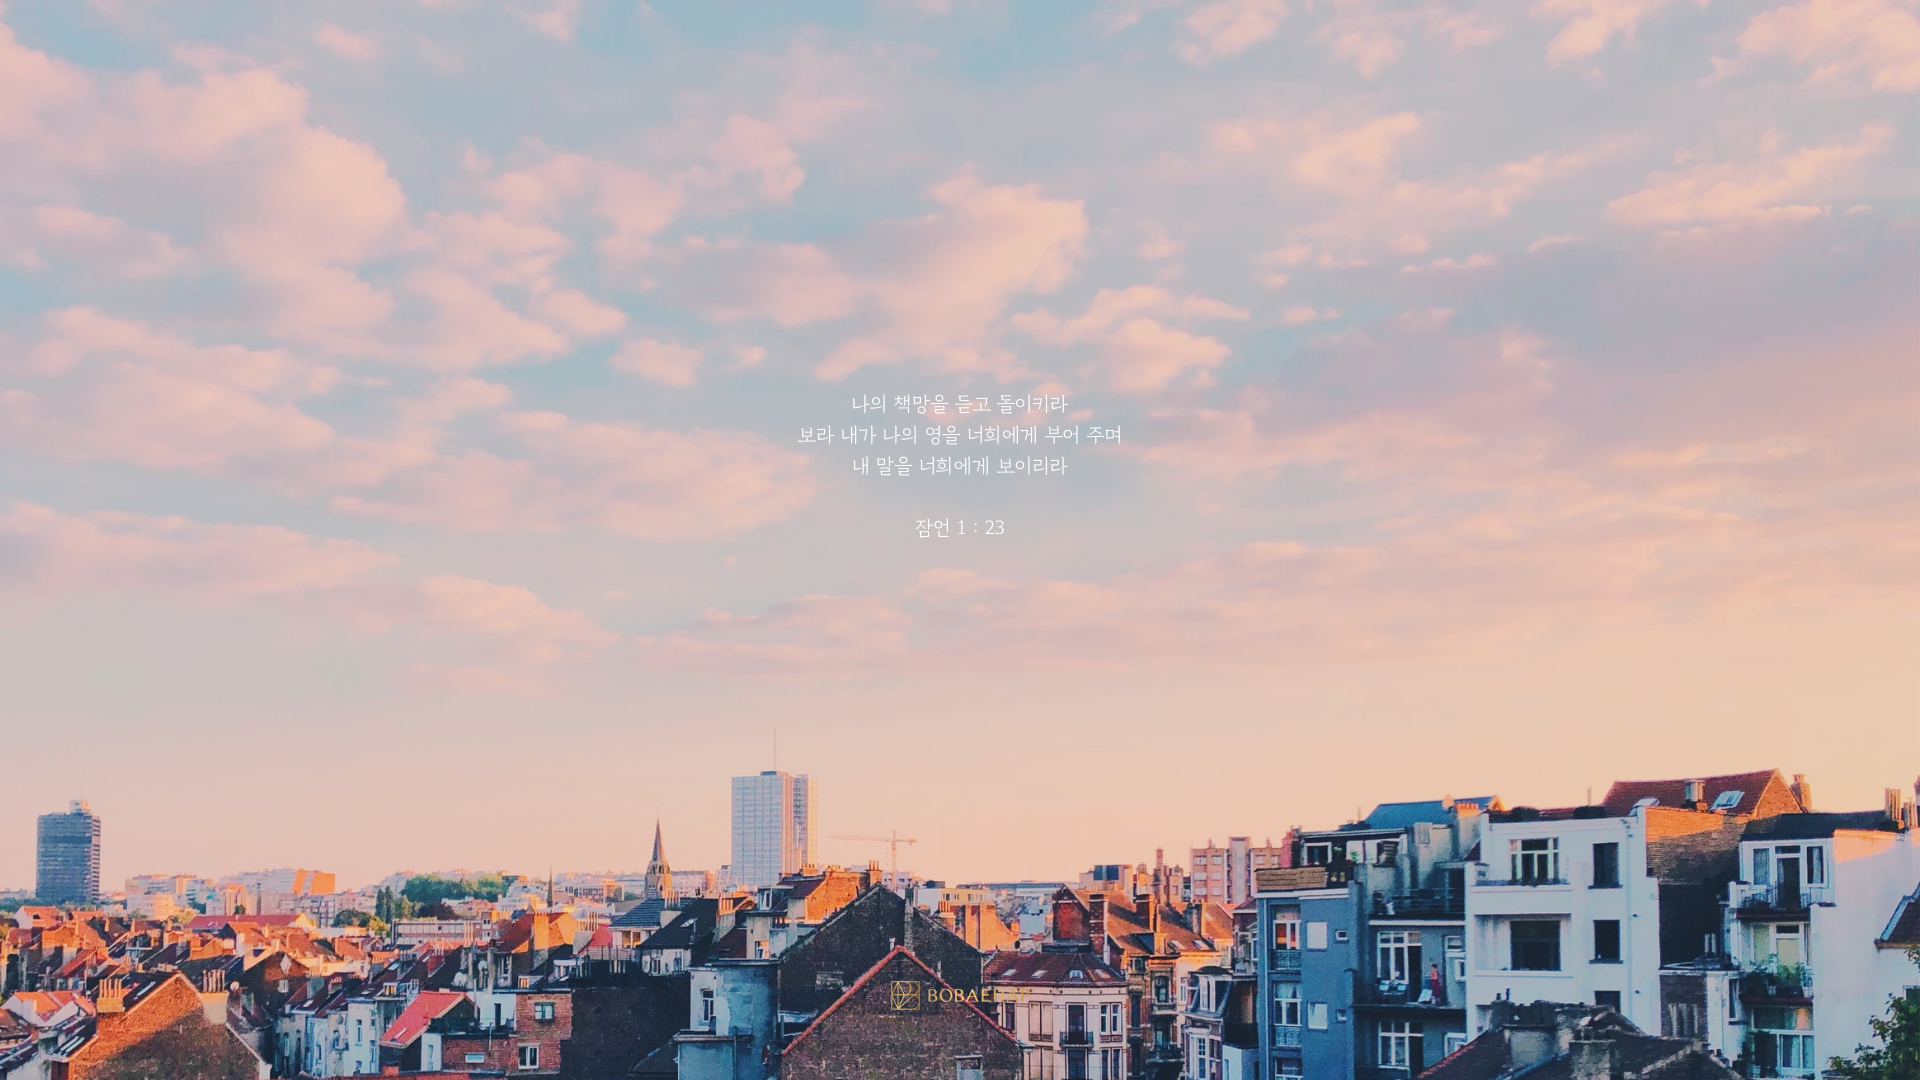 나의 책망을 듣고 돌이키라
보라 내가 나의 영을 너희에게 부어 주며
내 말을 너희에게 보이리라
잠언 1 : 23